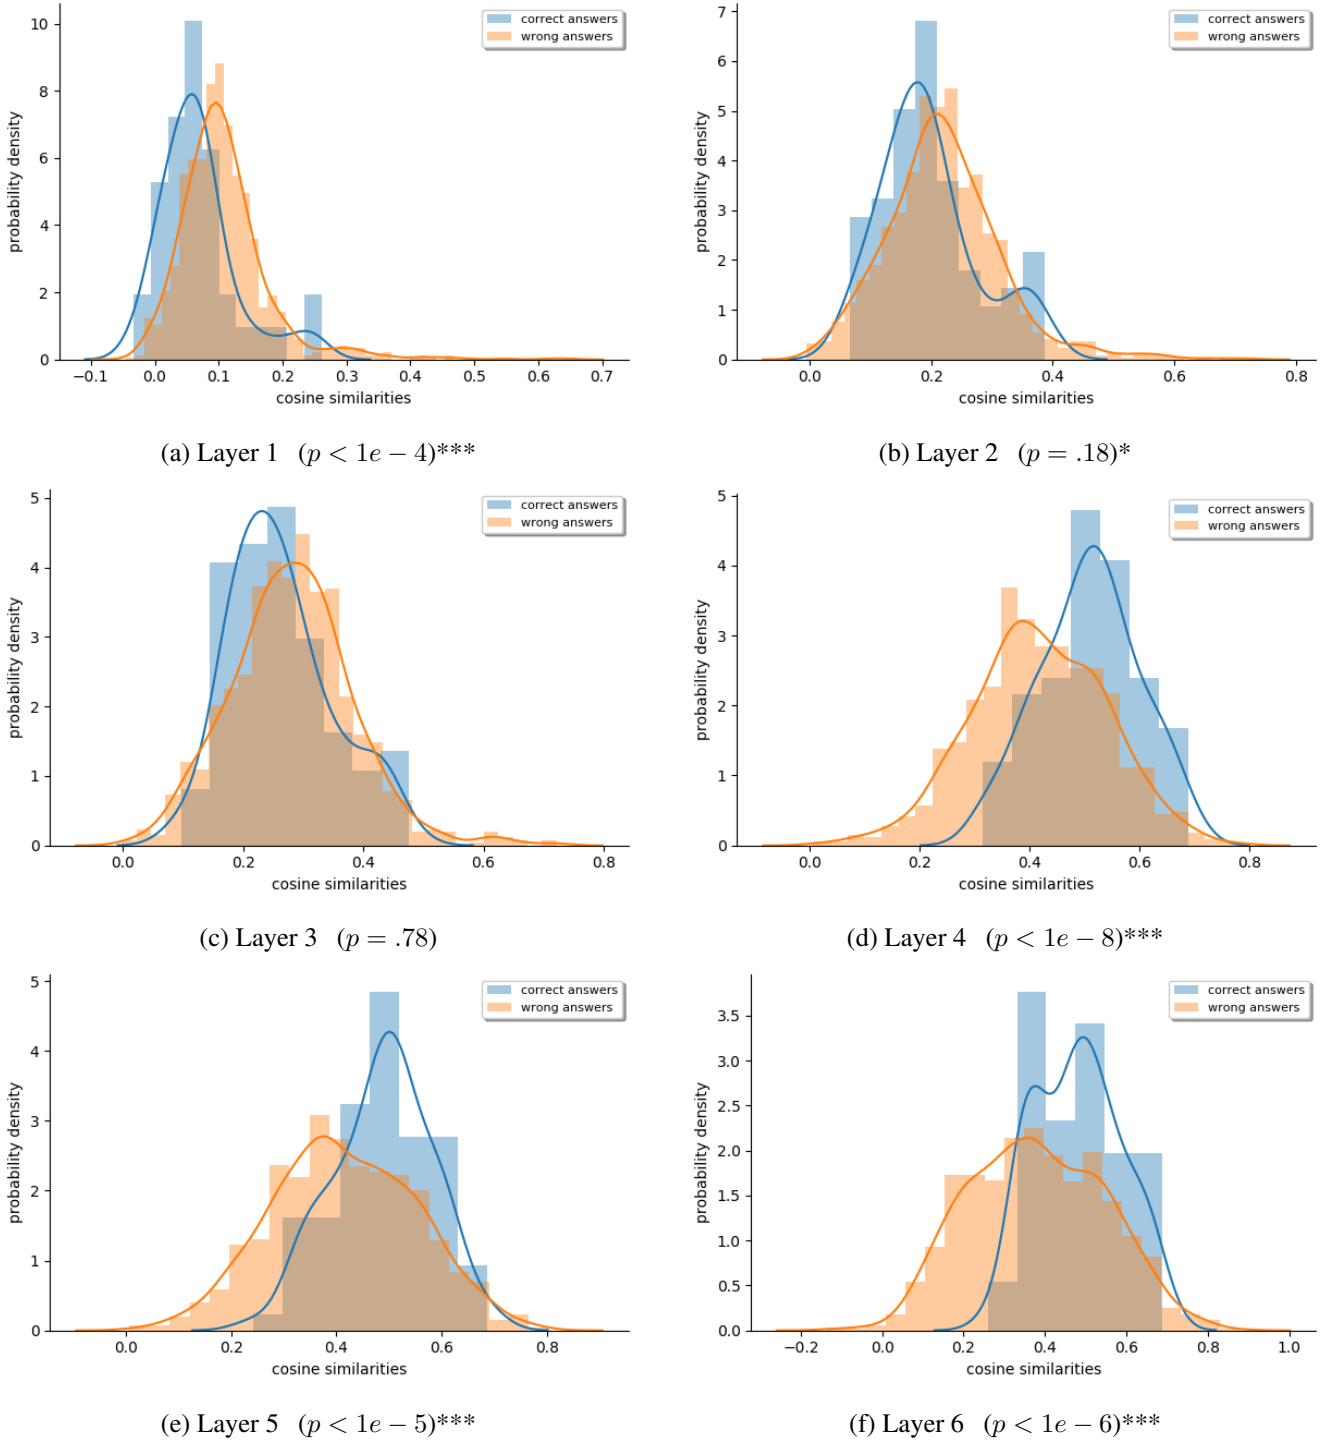 correct answers
wrong answers
probability density
10
8
6
4
2
0
−0.1 0.0 0.1 0.2 0.3 0.4 0.5 0.6 0.7
cosine similarities
(a) Layer 1 (p < 1e − 4)***
correct answers
wrong answers
probability density
7
6
5
4
3
2
1
0
0.0 0.2 0.4 0.6 0.8
cosine similarities
(b) Layer 2 (p = .18)*
correct answers
wrong answers
probability density
5
4
3
2
1
0
0.0 0.2 0.4 0.6 0.8
cosine similarities
(c) Layer 3 (p = .78)
correct answers
wrong answers
probability density
5
4
3
2
1
0
0.0 0.2 0.4 0.6 0.8
cosine similarities
(d) Layer 4 (p < 1e − 8)***
correct answers
wrong answers
probability density
5
4
3
2
1
0
0.0 0.2 0.4 0.6 0.8
cosine similarities
(e) Layer 5 (p < 1e − 5)***
correct answers
wrong answers
probability density
3.5
3.0
2.5
2.0
1.5
1.0
0.5
0.0
−0.2 0.0 0.2 0.4 0.6 0.8 1.0
cosine similarities
(f) Layer 6 (p < 1e − 6)***